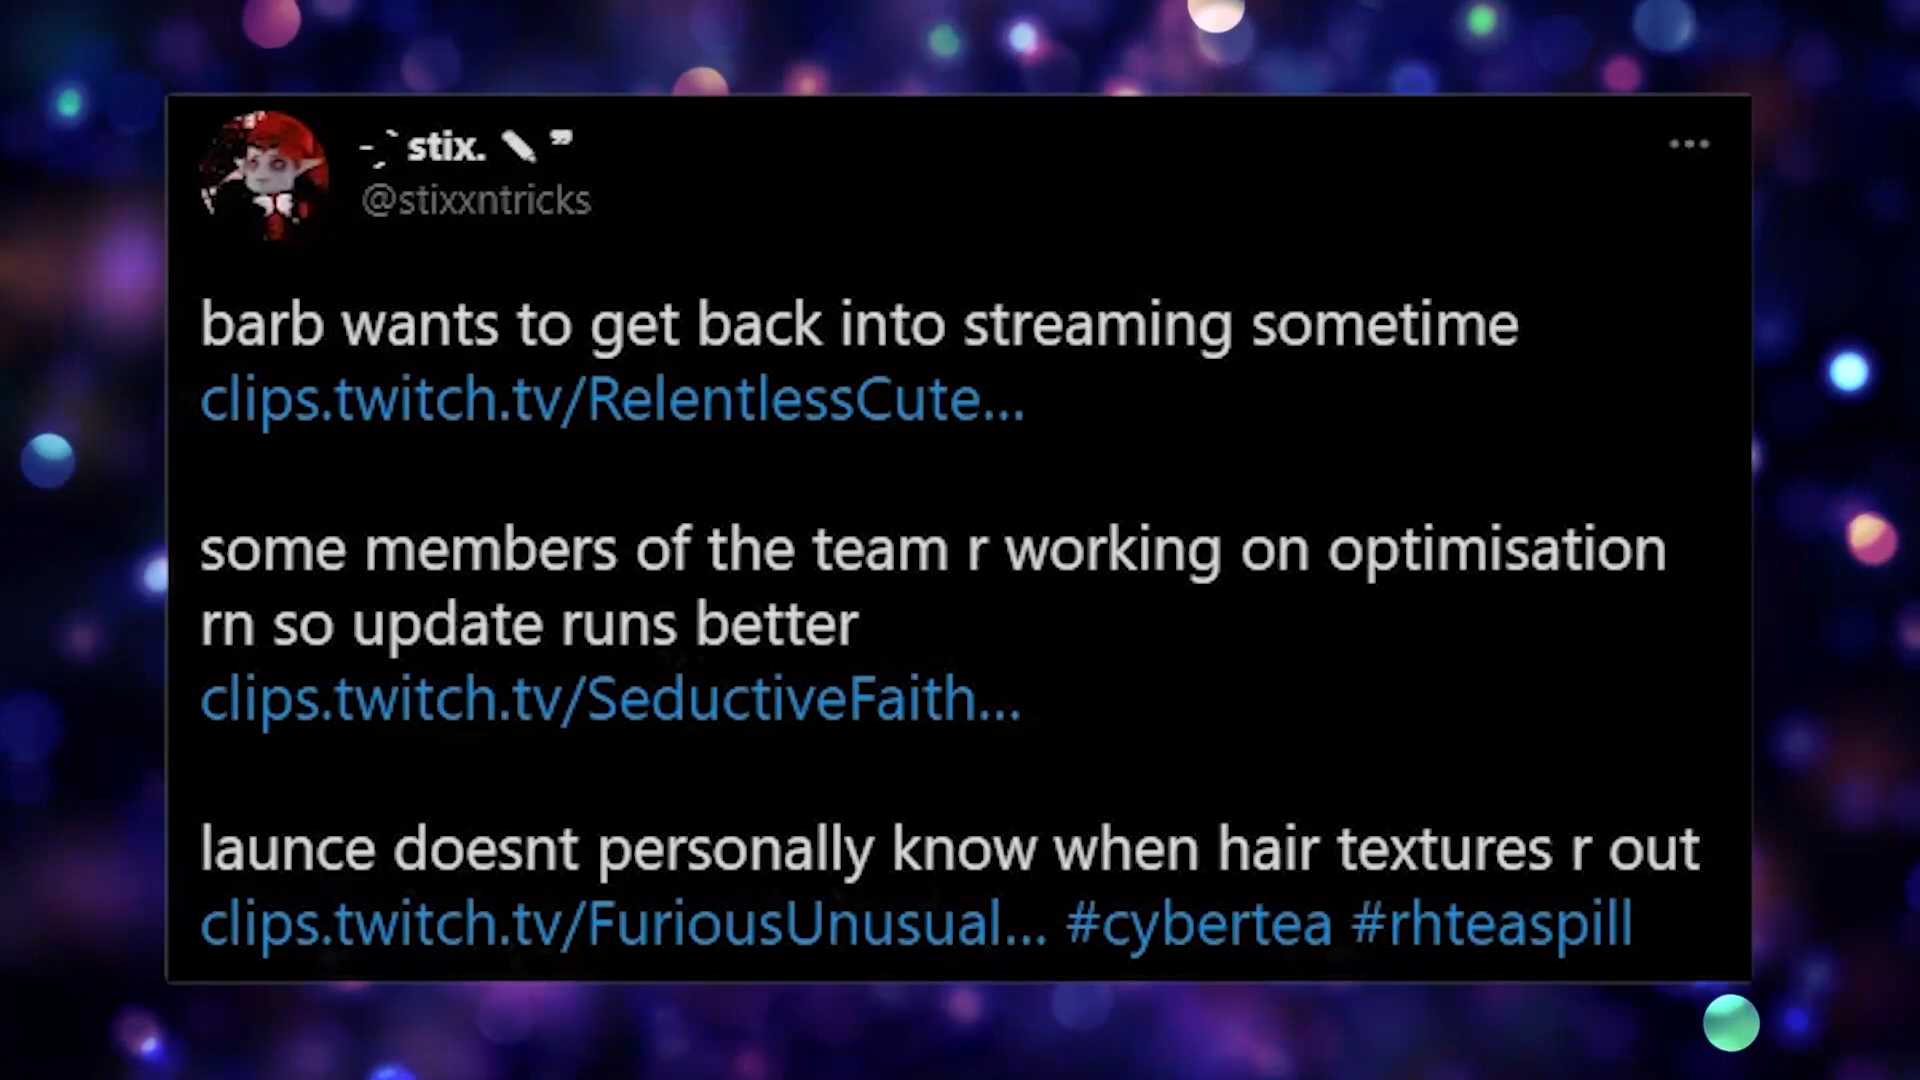 -ˏˋ stix. ✎ ❞
@stixxntricks
barb wants to get back into streaming sometime
clips.twitch.tv/RelentlessCute...
some members of the team r working on optimisation
rn so update runs better
clips.twitch.tv/SeductiveFaith...
launce doesnt personally know when hair textures r out
clips.twitch.tv/FuriousUnusual... #cybertea #rhteaspill